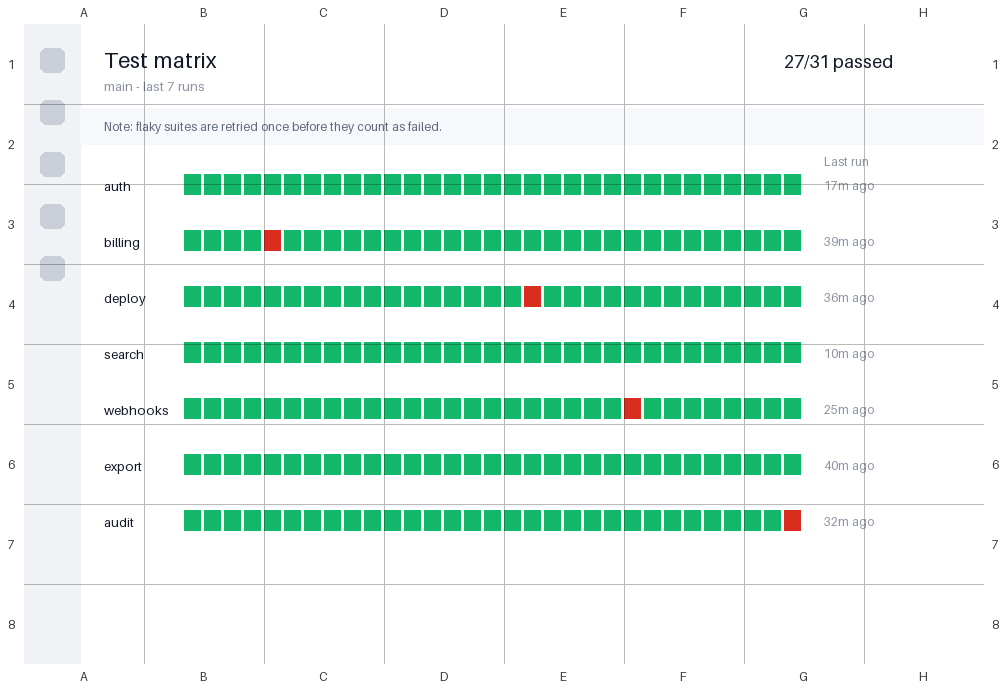 A B C D E F G H
1 Test matrix 27/31 passed 1
main - last 7 runs
2 Note: flaky suites are retried once before they count as failed. 2
Last run
auth 17m ago
3 billing 39m ago 3
4 deploy 36m ago 4
search 10m ago
5 webhooks 25m ago 5
6 export 40m ago 6
audit 32m ago
7 7
8 8
A B C D E F G H